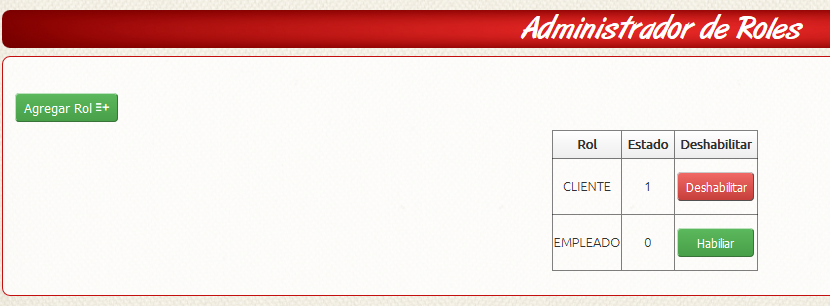 Administrador de Roles
Agregar Rol
Rol Estado Deshabilitar
CLIENTE 1 Deshabilitar
EMPLEADO 0 Habiliar